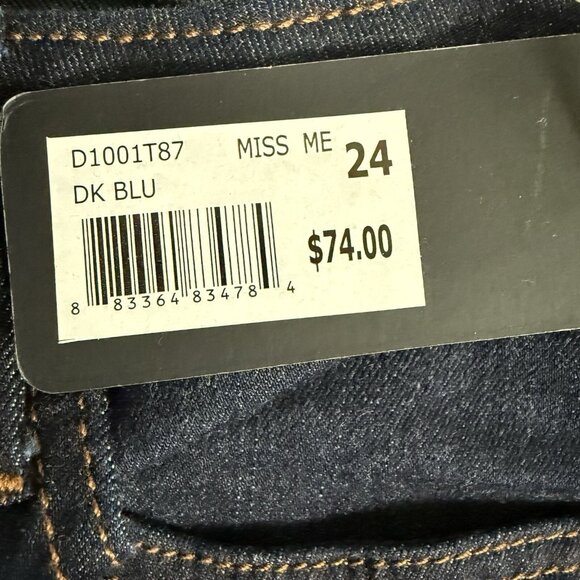 D1001T87 MISS ME 24
DK BLU
$74.00
8 83364 83478 4